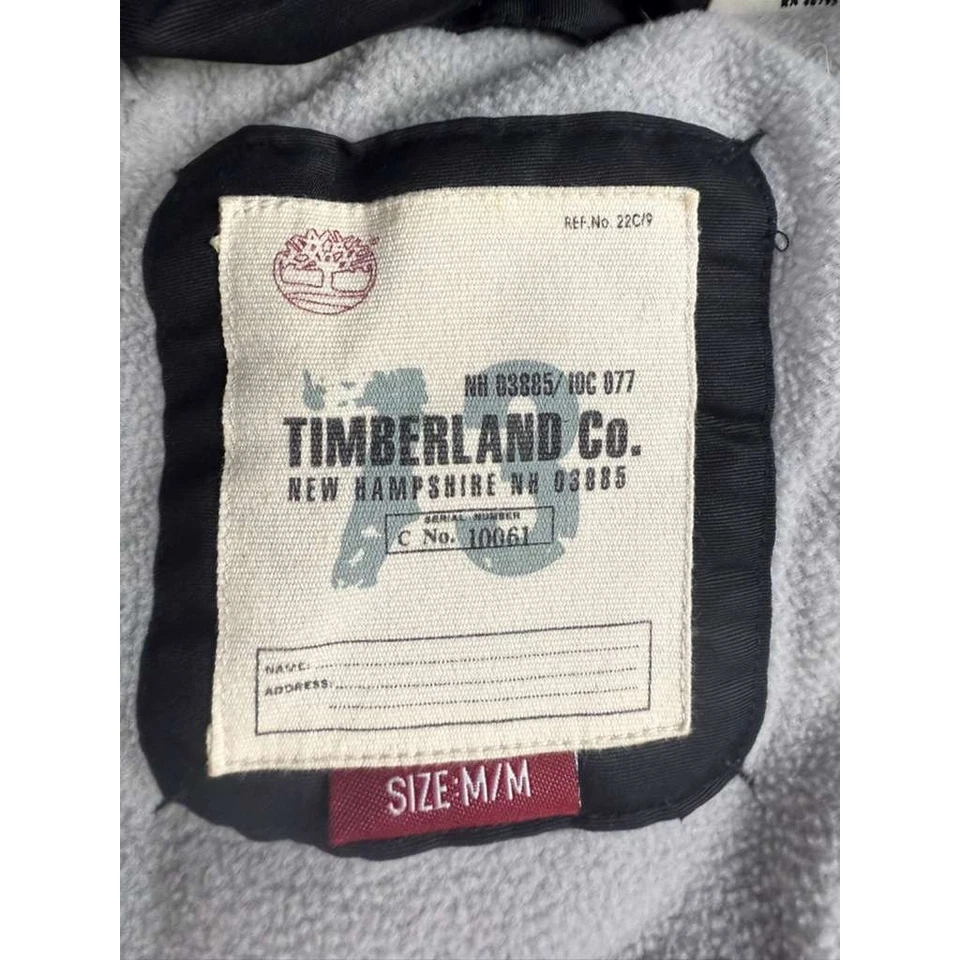 REF.No. 22C/9
NH 03885/10C 077
TIMBERLAND Co.
NEW HAMPSHIRE NH 03885
SERIAL NUMBER
C No. 10061
NAME:
ADDRESS:
SIZE:M/M